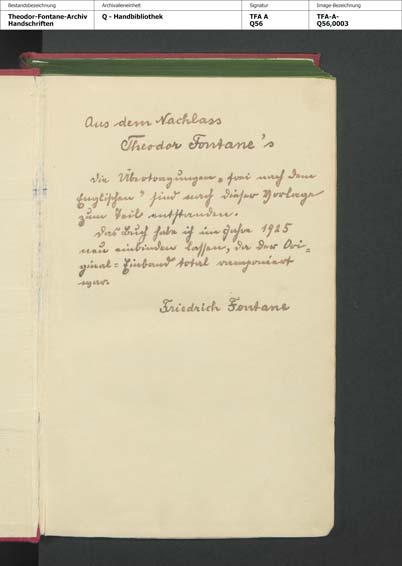 Bestandsbezeichnung Archivalieneinheit Signatur Image-Bezeichnung
Theodor-Fontane-Archiv Q - Handbibliothek TFA A TFA-A-
Handschriften Q56 Q56,0003
Aus dem Nachlass
Theodor Fontane's
Die Übertragungen „frei nach dem
Englischen" sind nach dieser Vorlage
zum Teil entstanden.
Das Buch habe ich im Jahre 1925
neu einbinden lassen, da der Ori=
ginal=Einband total ramponiert
war.
Friedrich Fontane